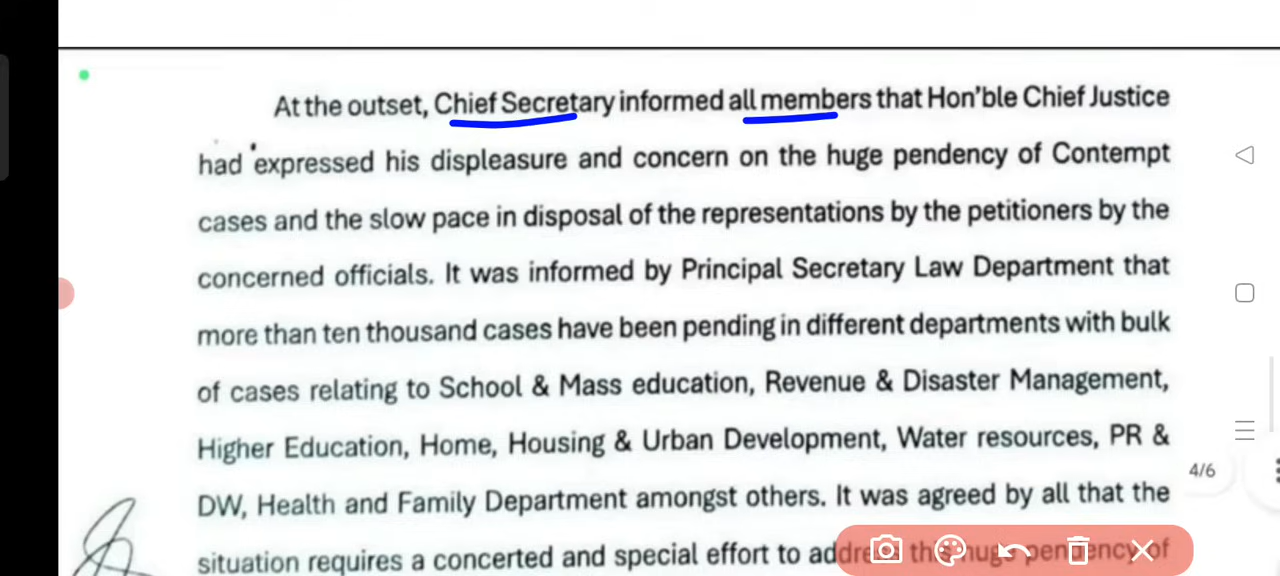 At the outset, Chief Secretary informed all members that Hon'ble Chief Justice
had expressed his displeasure and concern on the huge pendency of Contempt
cases and the slow pace in disposal of the representations by the petitioners by the
concerned officials. It was informed by Principal Secretary Law Department that
more than ten thousand cases have been pending in different departments with bulk
of cases relating to School & Mass education, Revenue & Disaster Management,
Higher Education, Home, Housing & Urban Development, Water resources, PR &
4/6
DW, Health and Family Department amongst others. It was agreed by all that the
situation requires a concerted and special effort to address this huge pendency of